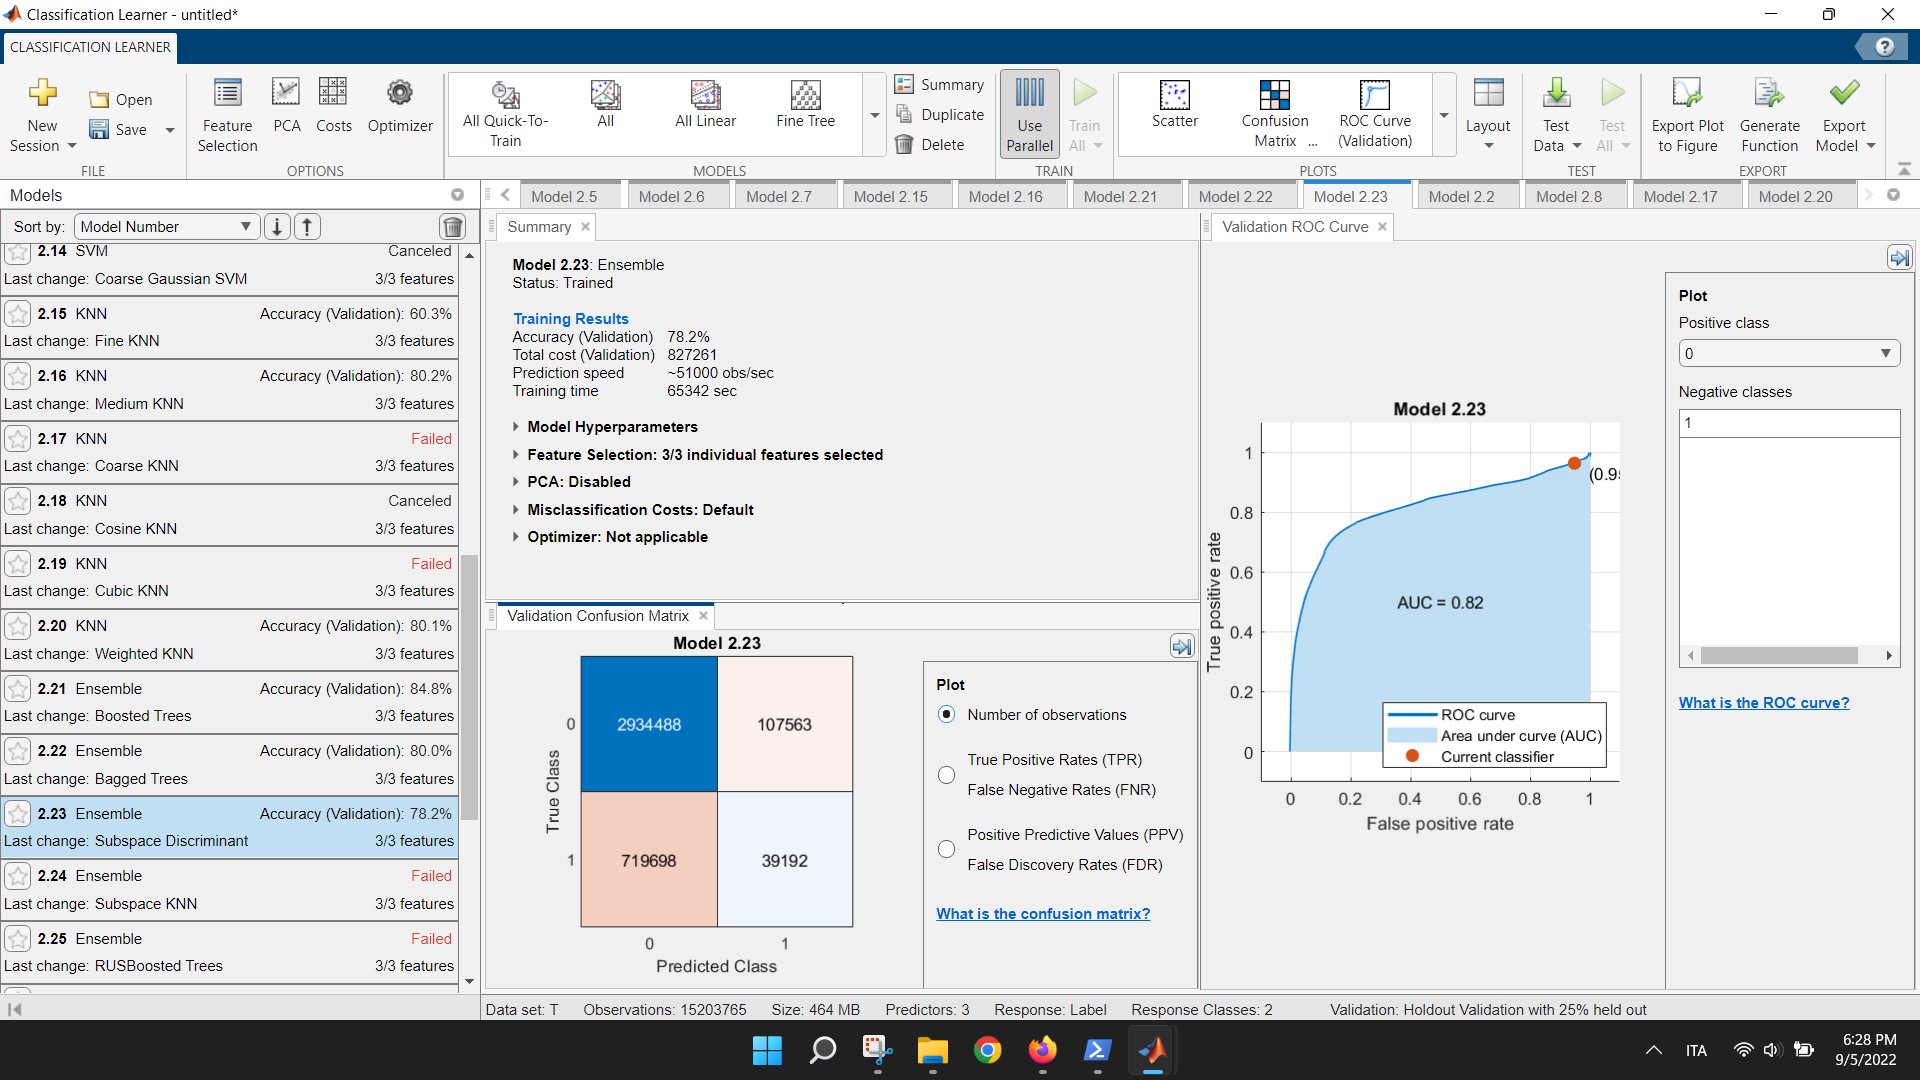 Classification Learner - untitled*
CLASSIFICATION LEARNER
New Session
Open
Save
FILE
Feature Selection
PCA
Costs
Optimizer
OPTIONS
All Quick-To-Train
All
All Linear
Fine Tree
MODELS
Summary
Duplicate
Delete
Use Parallel
Train All
TRAIN
Scatter
Confusion Matrix ...
ROC Curve (Validation)
PLOTS
Layout
Test Data
Test All
TEST
Export Plot to Figure
Generate Function
Export Model
EXPORT
Models
Sort by: Model Number
2.14 SVM Canceled
Last change: Coarse Gaussian SVM 3/3 features
2.15 KNN Accuracy (Validation): 60.3%
Last change: Fine KNN 3/3 features
2.16 KNN Accuracy (Validation): 80.2%
Last change: Medium KNN 3/3 features
2.17 KNN Failed
Last change: Coarse KNN 3/3 features
2.18 KNN Canceled
Last change: Cosine KNN 3/3 features
2.19 KNN Failed
Last change: Cubic KNN 3/3 features
2.20 KNN Accuracy (Validation): 80.1%
Last change: Weighted KNN 3/3 features
2.21 Ensemble Accuracy (Validation): 84.8%
Last change: Boosted Trees 3/3 features
2.22 Ensemble Accuracy (Validation): 80.0%
Last change: Bagged Trees 3/3 features
2.23 Ensemble Accuracy (Validation): 78.2%
Last change: Subspace Discriminant 3/3 features
2.24 Ensemble Failed
Last change: Subspace KNN 3/3 features
2.25 Ensemble Failed
Last change: RUSBoosted Trees 3/3 features
Model 2.5 Model 2.6 Model 2.7 Model 2.15 Model 2.16 Model 2.21 Model 2.22 Model 2.23 Model 2.2 Model 2.8 Model 2.17 Model 2.20
Summary
Model 2.23: Ensemble
Status: Trained
Training Results
Accuracy (Validation) 78.2%
Total cost (Validation) 827261
Prediction speed ~51000 obs/sec
Training time 65342 sec
Model Hyperparameters
Feature Selection: 3/3 individual features selected
PCA: Disabled
Misclassification Costs: Default
Optimizer: Not applicable
Validation Confusion Matrix
Model 2.23
True Class
0 2934488 107563
1 719698 39192
0 1
Predicted Class
Plot
Number of observations
True Positive Rates (TPR)
False Negative Rates (FNR)
Positive Predictive Values (PPV)
False Discovery Rates (FDR)
What is the confusion matrix?
Validation ROC Curve
Model 2.23
True positive rate
1
0.8
0.6
0.4
0.2
0
(0.9
AUC = 0.82
ROC curve
Area under curve (AUC)
Current classifier
0 0.2 0.4 0.6 0.8 1
False positive rate
Plot
Positive class
0
Negative classes
1
What is the ROC curve?
Data set: T Observations: 15203765 Size: 464 MB Predictors: 3 Response: Label Response Classes: 2 Validation: Holdout Validation with 25% held out
ITA
6:28 PM
9/5/2022